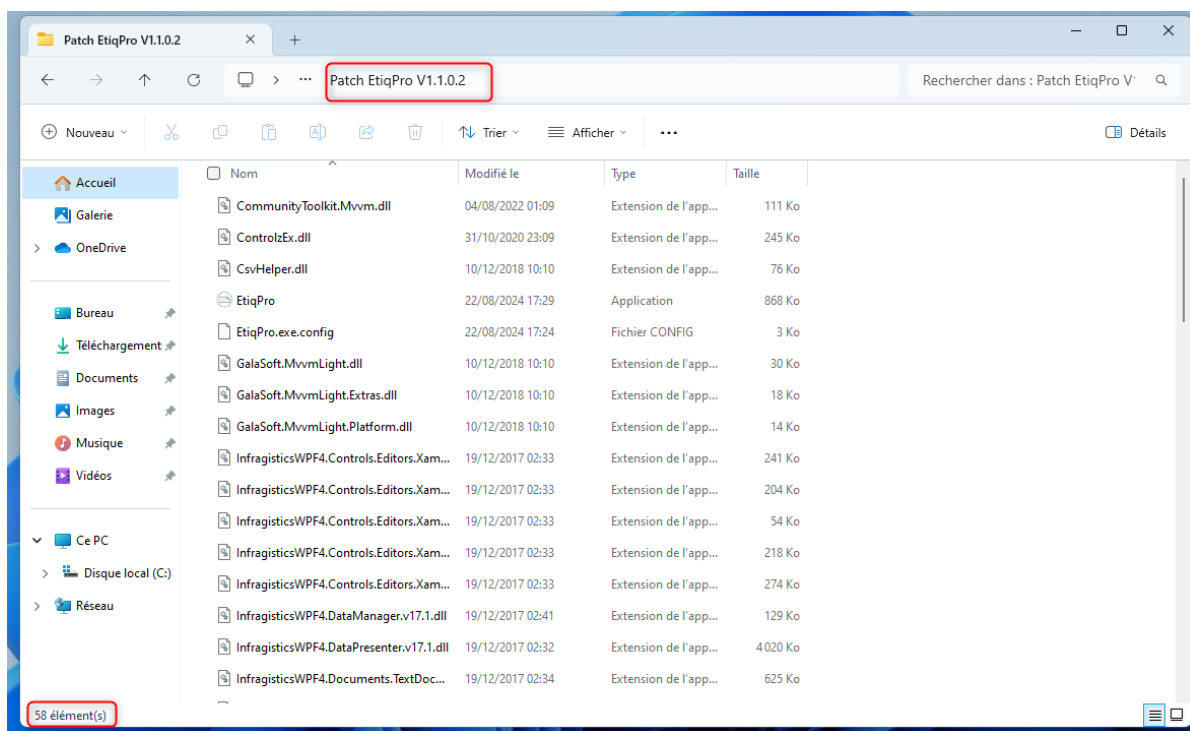 Patch EtiqPro V1.1.0.2
Patch EtiqPro V1.1.0.2
Rechercher dans : Patch EtiqPro V
Nouveau
Trier
Afficher
Détails
Accueil
Galerie
OneDrive
Bureau
Téléchargement
Documents
Images
Musique
Vidéos
Ce PC
Disque local (C:)
Réseau
Nom Modifié le Type Taille
CommunityToolkit.Mvvm.dll 04/08/2022 01:09 Extension de l'app... 111 Ko
ControlzEx.dll 31/10/2020 23:09 Extension de l'app... 245 Ko
CsvHelper.dll 10/12/2018 10:10 Extension de l'app... 76 Ko
EtiqPro 22/08/2024 17:29 Application 868 Ko
EtiqPro.exe.config 22/08/2024 17:24 Fichier CONFIG 3 Ko
GalaSoft.MvvmLight.dll 10/12/2018 10:10 Extension de l'app... 30 Ko
GalaSoft.MvvmLight.Extras.dll 10/12/2018 10:10 Extension de l'app... 18 Ko
GalaSoft.MvvmLight.Platform.dll 10/12/2018 10:10 Extension de l'app... 14 Ko
InfragisticsWPF4.Controls.Editors.Xam... 19/12/2017 02:33 Extension de l'app... 241 Ko
InfragisticsWPF4.Controls.Editors.Xam... 19/12/2017 02:33 Extension de l'app... 204 Ko
InfragisticsWPF4.Controls.Editors.Xam... 19/12/2017 02:33 Extension de l'app... 54 Ko
InfragisticsWPF4.Controls.Editors.Xam... 19/12/2017 02:33 Extension de l'app... 218 Ko
InfragisticsWPF4.Controls.Editors.Xam... 19/12/2017 02:33 Extension de l'app... 274 Ko
InfragisticsWPF4.DataManager.v17.1.dll 19/12/2017 02:41 Extension de l'app... 129 Ko
InfragisticsWPF4.DataPresenter.v17.1.dll 19/12/2017 02:32 Extension de l'app... 4 020 Ko
InfragisticsWPF4.Documents.TextDoc... 19/12/2017 02:34 Extension de l'app... 625 Ko
58 élément(s)